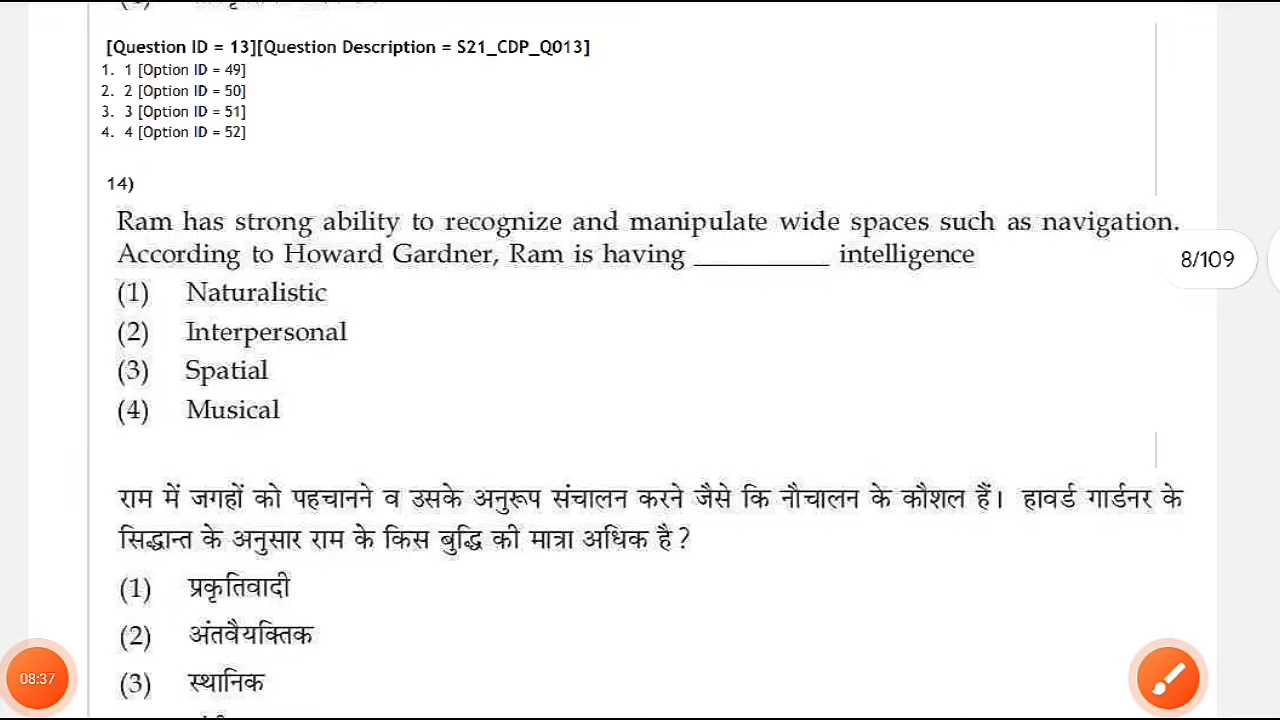 [Question ID = 13][Question Description = S21_CDP_Q013]
1. 1 [Option ID = 49]
2. 2 [Option ID = 50]
3. 3 [Option ID = 51]
4. 4 [Option ID = 52]
14)
Ram has strong ability to recognize and manipulate wide spaces such as navigation.
According to Howard Gardner, Ram is having _________ intelligence
8/109
(1) Naturalistic
(2) Interpersonal
(3) Spatial
(4) Musical
राम में जगहों को पहचानने व उसके अनुरूप संचालन करने जैसे कि नौचालन के कौशल हैं। हावर्ड गार्डनर के
सिद्धान्त के अनुसार राम के किस बुद्धि की मात्रा अधिक है ?
(1) प्रकृतिवादी
(2) अंतवैयक्तिक
(3) स्थानिक
08:37